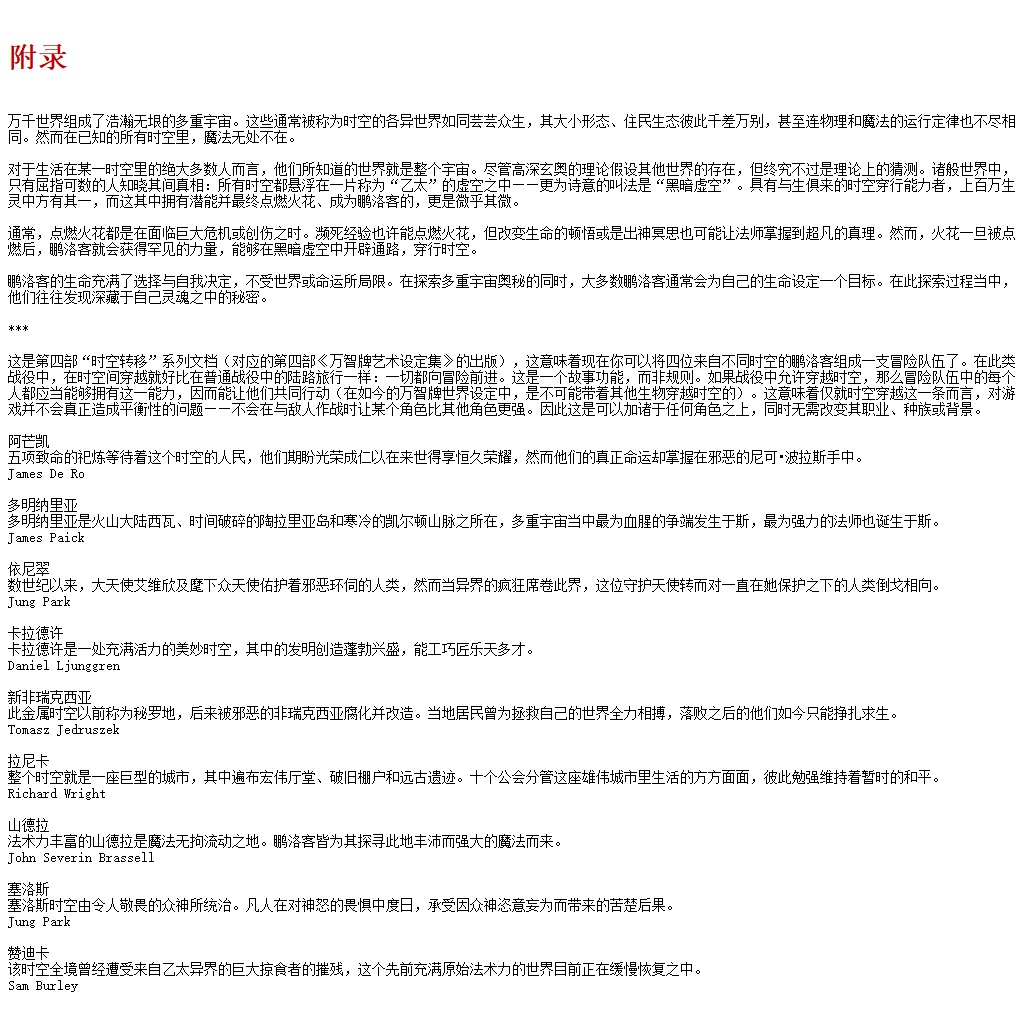 附录
万千世界组成了浩瀚无垠的多重宇宙。这些通常被称为时空的各异世界如同芸芸众生，其大小形态、住民生态彼此千差万别，甚至连物理和魔法的运行定律也不尽相
同。然而在已知的所有时空里，魔法无处不在。
对于生活在某一时空里的绝大多数人而言，他们所知道的世界就是整个宇宙。尽管高深玄奥的理论假设其他世界的存在，但终究不过是理论上的猜测。诸般世界中，
只有屈指可数的人知晓其间真相：所有时空都悬浮在一片称为“乙太”的虚空之中——更为诗意的叫法是“黑暗虚空”。具有与生俱来的时空穿行能力者，上百万生
灵中方有其一，而这其中拥有潜能并最终点燃火花、成为鹏洛客的，更是微乎其微。
通常，点燃火花都是在面临巨大危机或创伤之时。濒死经验也许能点燃火花，但改变生命的顿悟或是出神冥思也可能让法师掌握到超凡的真理。然而，火花一旦被点
燃后，鹏洛客就会获得罕见的力量，能够在黑暗虚空中开辟通路，穿行时空。
鹏洛客的生命充满了选择与自我决定，不受世界或命运所局限。在探索多重宇宙奥秘的同时，大多数鹏洛客通常会为自己的生命设定一个目标。在此探索过程当中，
他们往往发现深藏于自己灵魂之中的秘密。
***
这是第四部“时空转移”系列文档（对应的第四部《万智牌艺术设定集》的出版），这意味着现在你可以将四位来自不同时空的鹏洛客组成一支冒险队伍了。在此类
战役中，在时空间穿越就好比在普通战役中的陆路旅行一样：一切都向冒险前进。这是一个故事功能，而非规则。如果战役中允许穿越时空，那么冒险队伍中的每个
人都应当能够拥有这一能力，因而能让他们共同行动（在如今的万智牌世界设定中，是不可能带着其他生物穿越时空的）。这意味着仅就时空穿越这一条而言，对游
戏并不会真正造成平衡性的问题——不会在与敌人作战时让某个角色比其他角色更强。因此这是可以加诸于任何角色之上，同时无需改变其职业、种族或背景。
阿芒凯
五项致命的祀炼等待着这个时空的人民，他们期盼光荣成仁以在来世得享恒久荣耀，然而他们的真正命运却掌握在邪恶的尼可•波拉斯手中。
James De Ro
多明纳里亚
多明纳里亚是火山大陆西瓦、时间破碎的陶拉里亚岛和寒冷的凯尔顿山脉之所在，多重宇宙当中最为血腥的争端发生于斯，最为强力的法师也诞生于斯。
James Paick
依尼翠
数世纪以来，大天使艾维欣及麾下众天使佑护着邪恶环伺的人类，然而当异界的疯狂席卷此界，这位守护天使转而对一直在她保护之下的人类倒戈相向。
Jung Park
卡拉德许
卡拉德许是一处充满活力的美妙时空，其中的发明创造蓬勃兴盛，能工巧匠乐天多才。
Daniel Ljunggren
新非瑞克西亚
此金属时空以前称为秘罗地，后来被邪恶的非瑞克西亚腐化并改造。当地居民曾为拯救自己的世界全力相搏，落败之后的他们如今只能挣扎求生。
Tomasz Jedruszek
拉尼卡
整个时空就是一座巨型的城市，其中遍布宏伟厅堂、破旧棚户和远古遗迹。十个公会分管这座雄伟城市里生活的方方面面，彼此勉强维持着暂时的和平。
Richard Wright
山德拉
法术力丰富的山德拉是魔法无拘流动之地。鹏洛客皆为其探寻此地丰沛而强大的魔法而来。
John Severin Brassell
塞洛斯
塞洛斯时空由令人敬畏的众神所统治。凡人在对神怒的畏惧中度日，承受因众神恣意妄为而带来的苦楚后果。
Jung Park
赞迪卡
该时空全境曾经遭受来自乙太异界的巨大掠食者的摧残，这个先前充满原始法术力的世界目前正在缓慢恢复之中。
Sam Burley